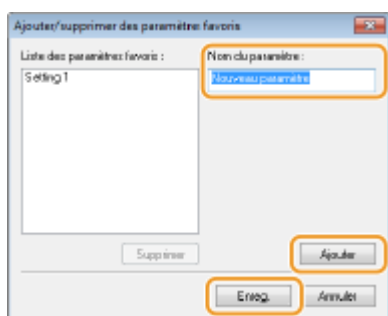 Ajouter/supprimer des paramètre favoris
Liste des paramètres favoris :
Setting 1
Nom du paramètre :
Nouveau paramètre
Supprimer
Ajouter
Enreg.
Annuler